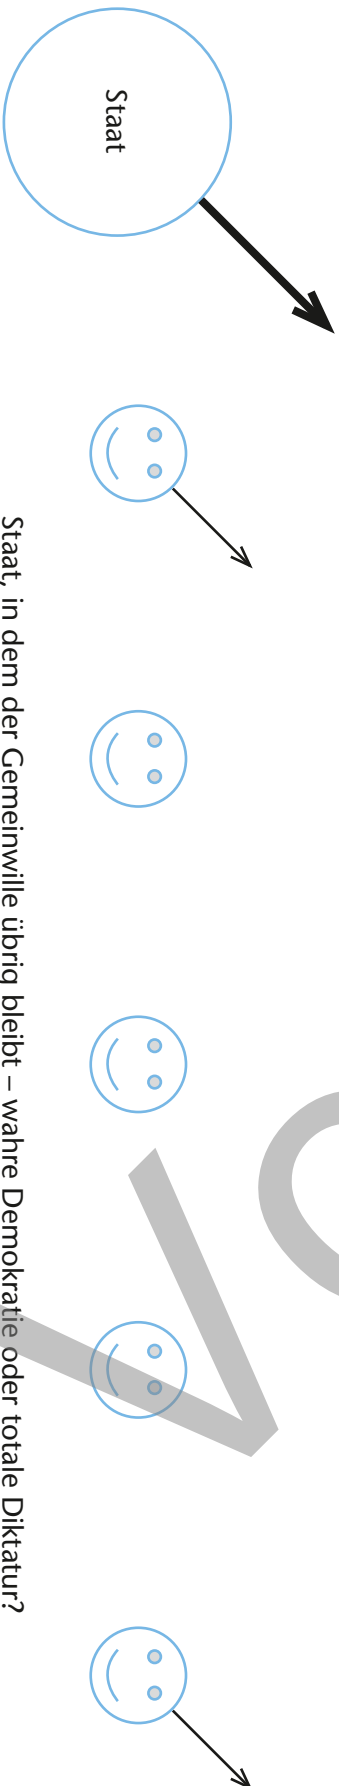 Staat
Staat, in dem der Gemeinwille übrig bleibt – wahre Demokratie oder totale Diktatur?